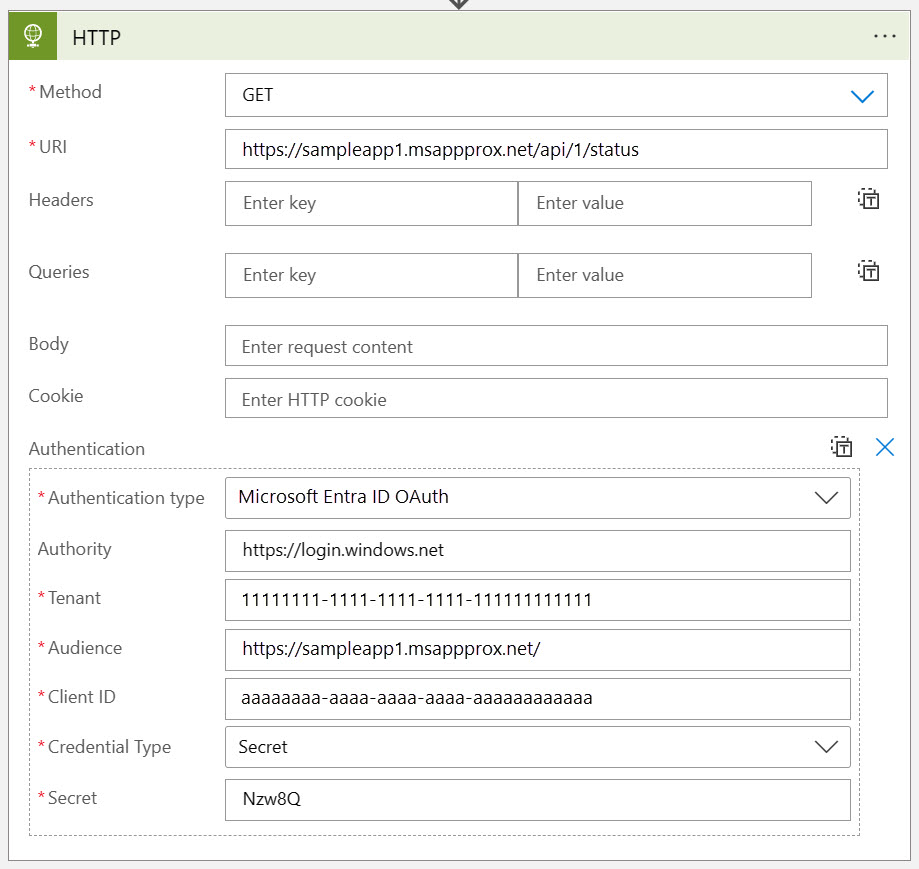 HTTP
* Method GET
* URI https://sampleapp1.msappprox.net/api/1/status
Headers Enter key Enter value
Queries Enter key Enter value
Body Enter request content
Cookie Enter HTTP cookie
Authentication
* Authentication type Microsoft Entra ID OAuth
Authority https://login.windows.net
* Tenant 11111111-1111-1111-1111-111111111111
* Audience https://sampleapp1.msappprox.net/
* Client ID aaaaaaaa-aaaa-aaaa-aaaa-aaaaaaaaaaaa
* Credential Type Secret
* Secret Nzw8Q